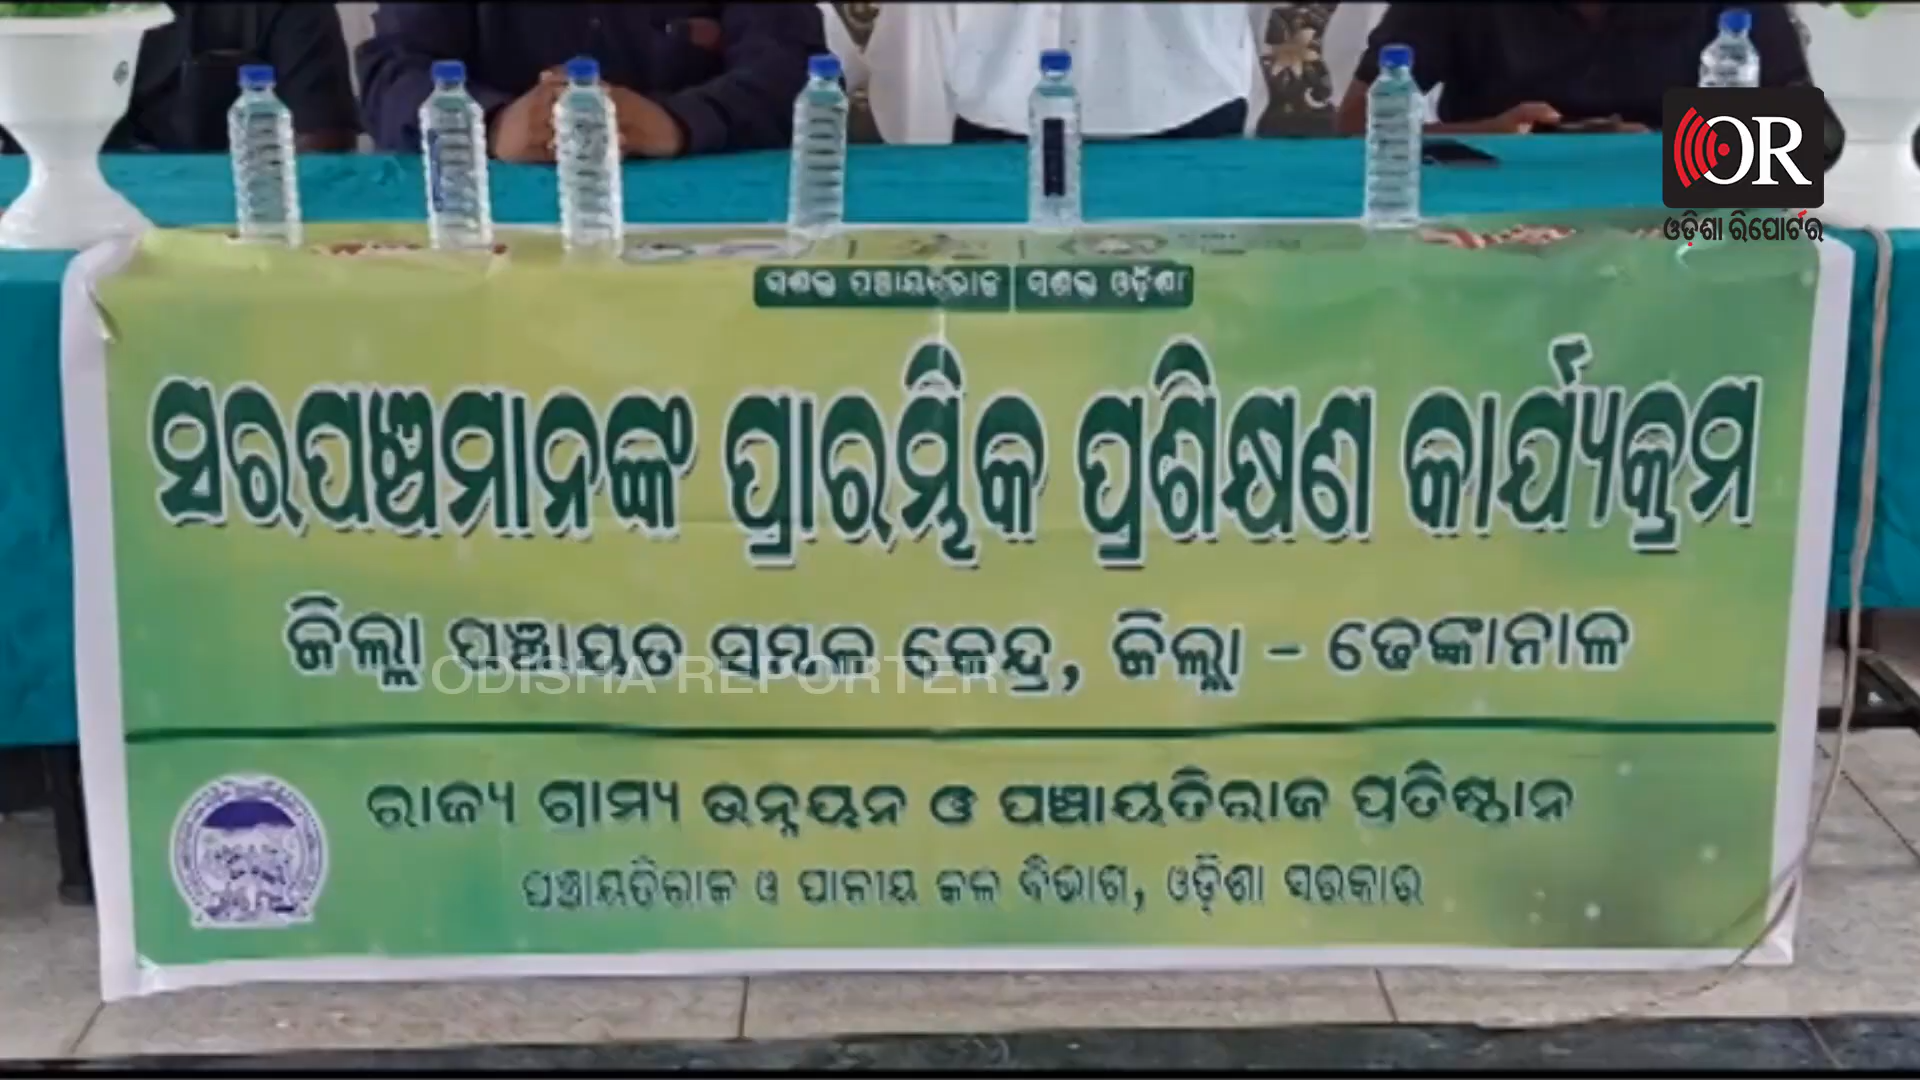 OR
ଓଡ଼ିଶା ରିପୋର୍ଟର
ସଶକ୍ତ ପଞ୍ଚାୟତିରାଜ ସଶକ୍ତ ଓଡ଼ିଶା
ସରପଞ୍ଚମାନଙ୍କ ପ୍ରାରମ୍ଭିକ ପ୍ରଶିକ୍ଷଣ କାର୍ଯ୍ୟକ୍ରମ
ଜିଲ୍ଲା ପଞ୍ଚାୟତ ସମ୍ବଳ କେନ୍ଦ୍ର, ଜିଲ୍ଲା - ଢେଙ୍କାନାଳ
ODISHA REPORTER
ରାଜ୍ୟ ଗ୍ରାମ୍ୟ ଉନ୍ନୟନ ଓ ପଞ୍ଚାୟତିରାଜ ପ୍ରତିଷ୍ଠାନ
ପଞ୍ଚାୟତିରାଜ ଓ ପାନୀୟ ଜଳ ବିଭାଗ, ଓଡ଼ିଶା ସରକାର